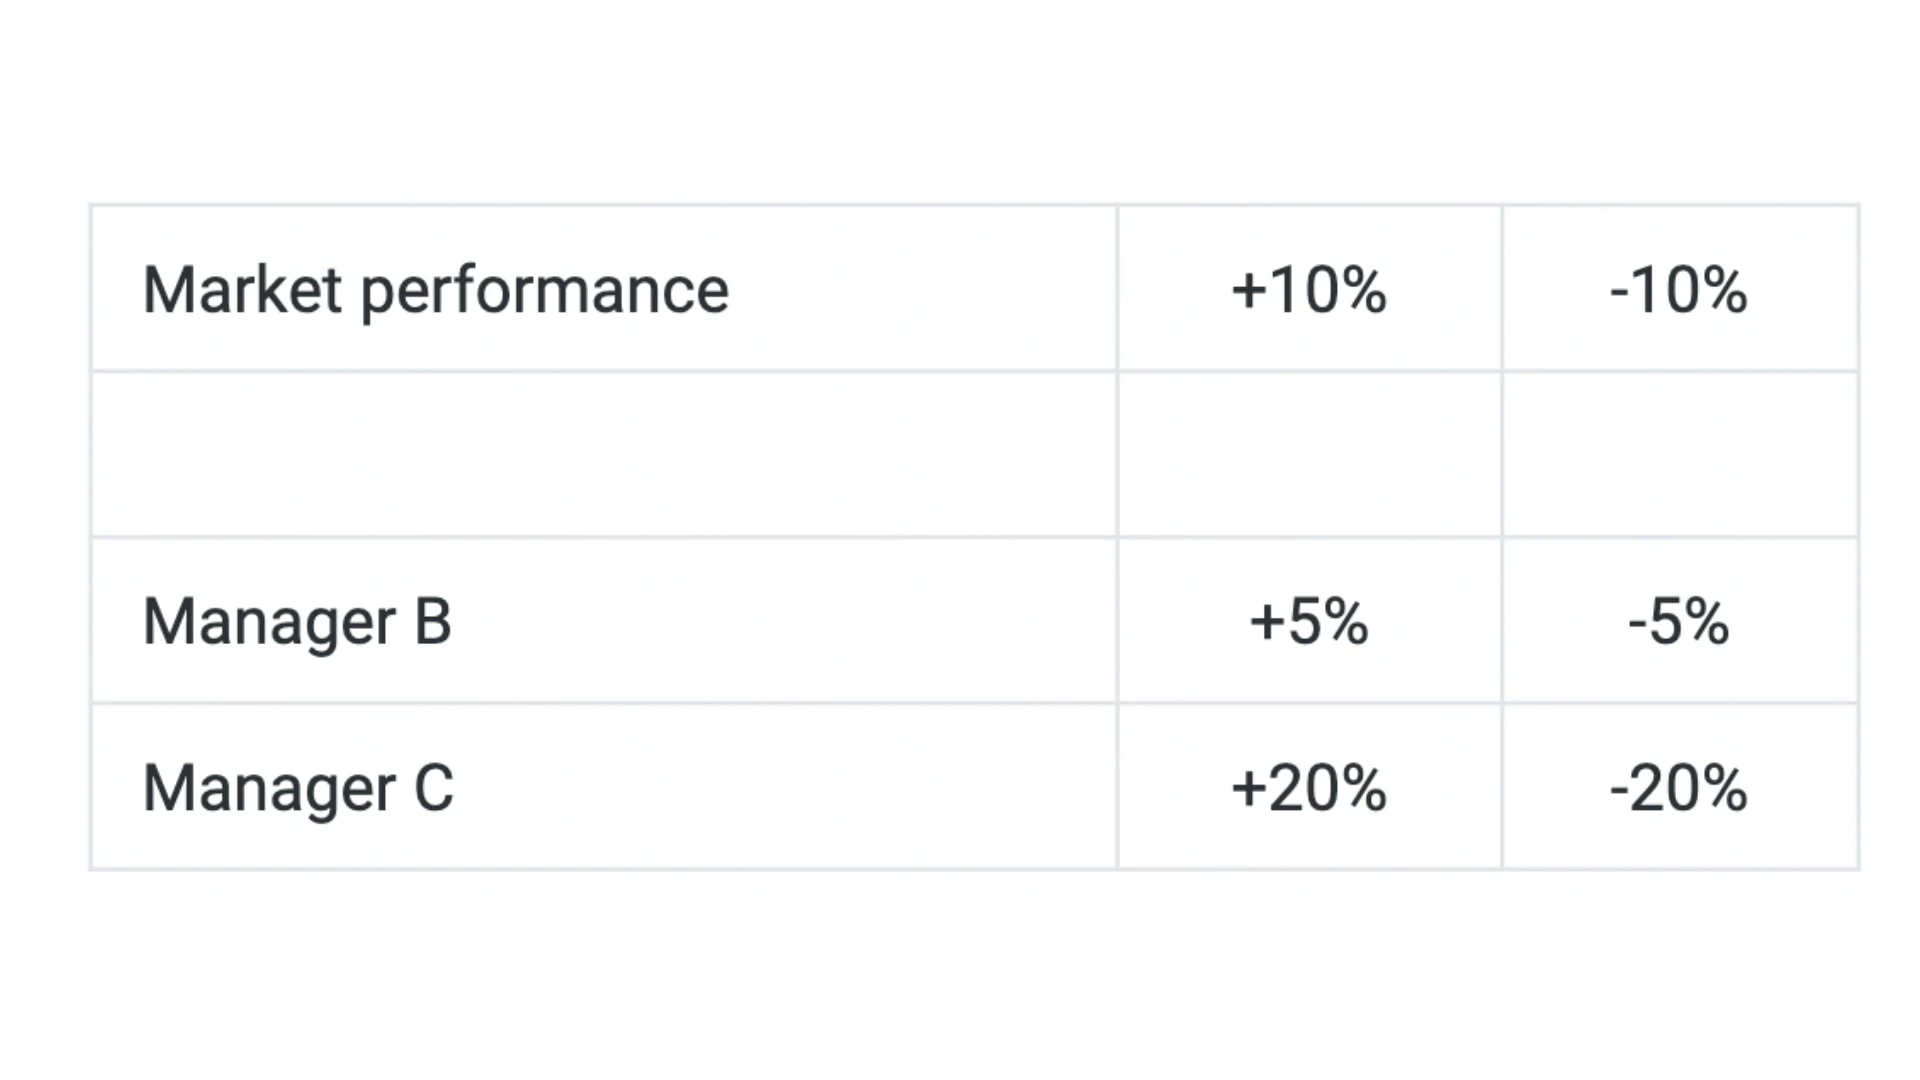 Market performance +10% -10%
Manager B +5% -5%
Manager C +20% -20%